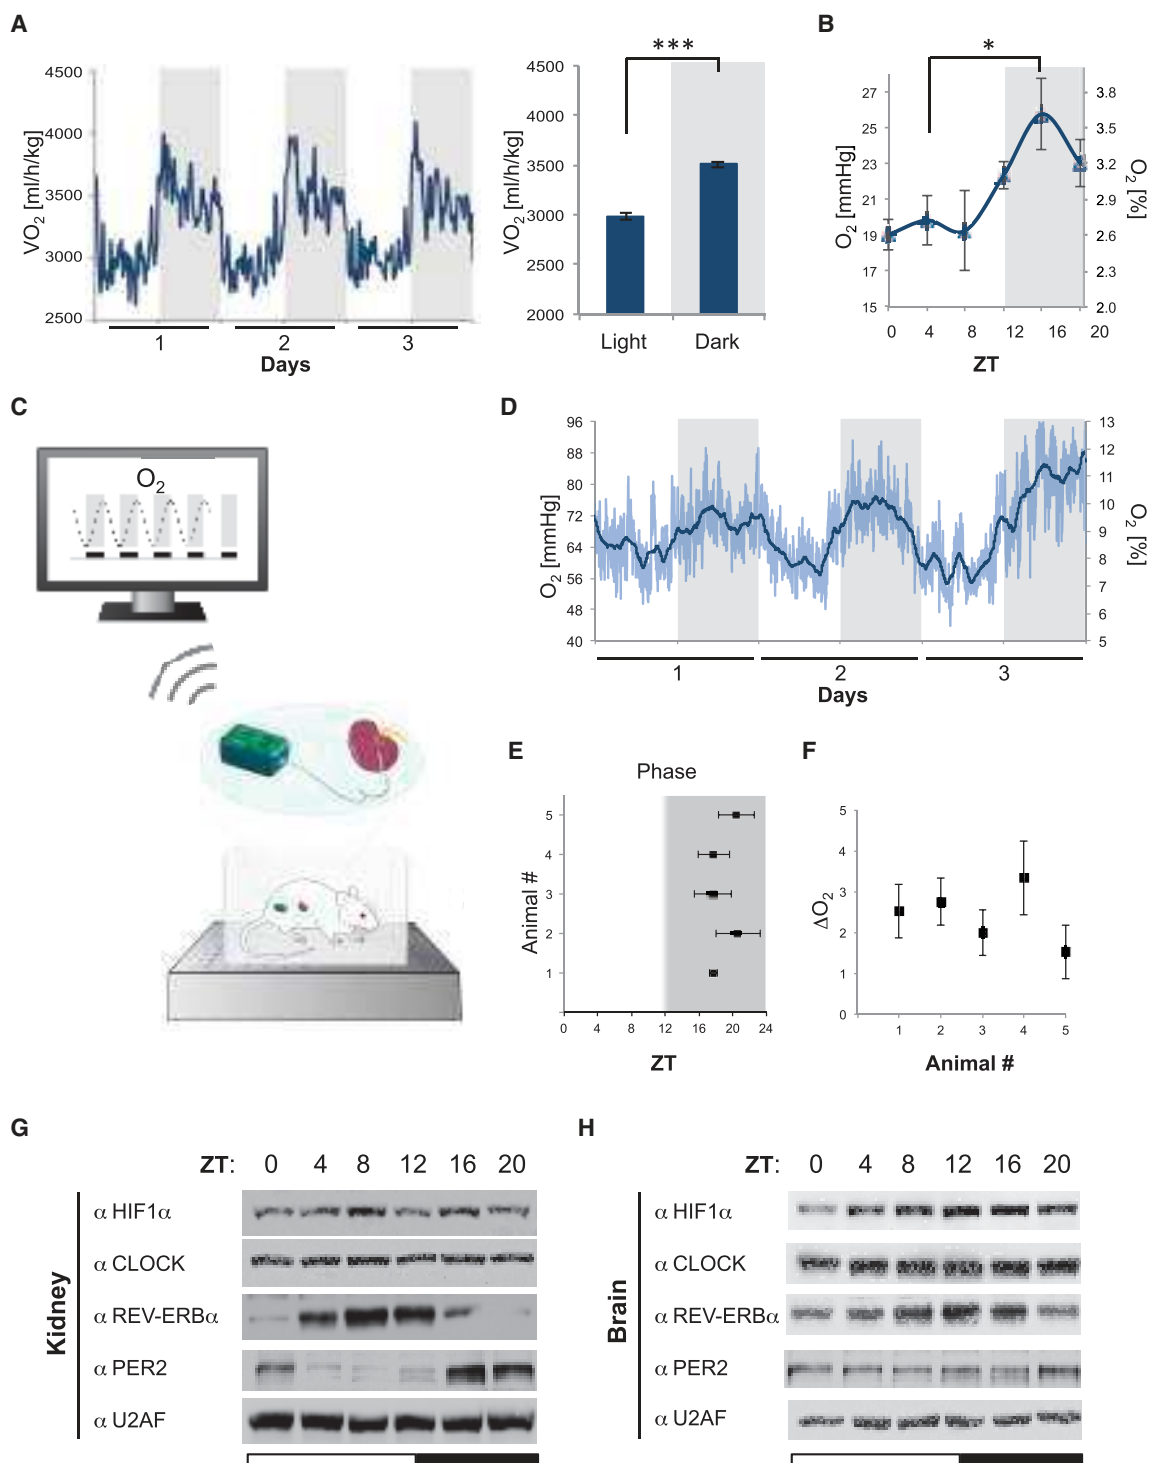 A
4500
4000
3500
3000
2500
VO2 [ml/h/kg]
1 2 3
Days
***
4500
4000
3500
3000
2500
2000
VO2 [ml/h/kg]
Light Dark
B
*
27
25
23
21
19
17
15
O2 [mmHg]
3.8
3.5
3.2
2.9
2.6
2.3
2.0
O2 [%]
0 4 8 12 16 20
ZT
C
O2
D
96
88
80
72
64
56
48
40
O2 [mmHg]
13
12
11
10
9
8
7
6
5
O2 [%]
1 2 3
Days
E
Phase
5
4
3
2
1
Animal #
0 4 8 12 16 20 24
ZT
F
5
4
3
2
1
0
ΔO2
1 2 3 4 5
Animal #
G
ZT: 0 4 8 12 16 20
Kidney
α HIF1α
α CLOCK
α REV-ERBα
α PER2
α U2AF
H
ZT: 0 4 8 12 16 20
Brain
α HIF1α
α CLOCK
α REV-ERBα
α PER2
α U2AF